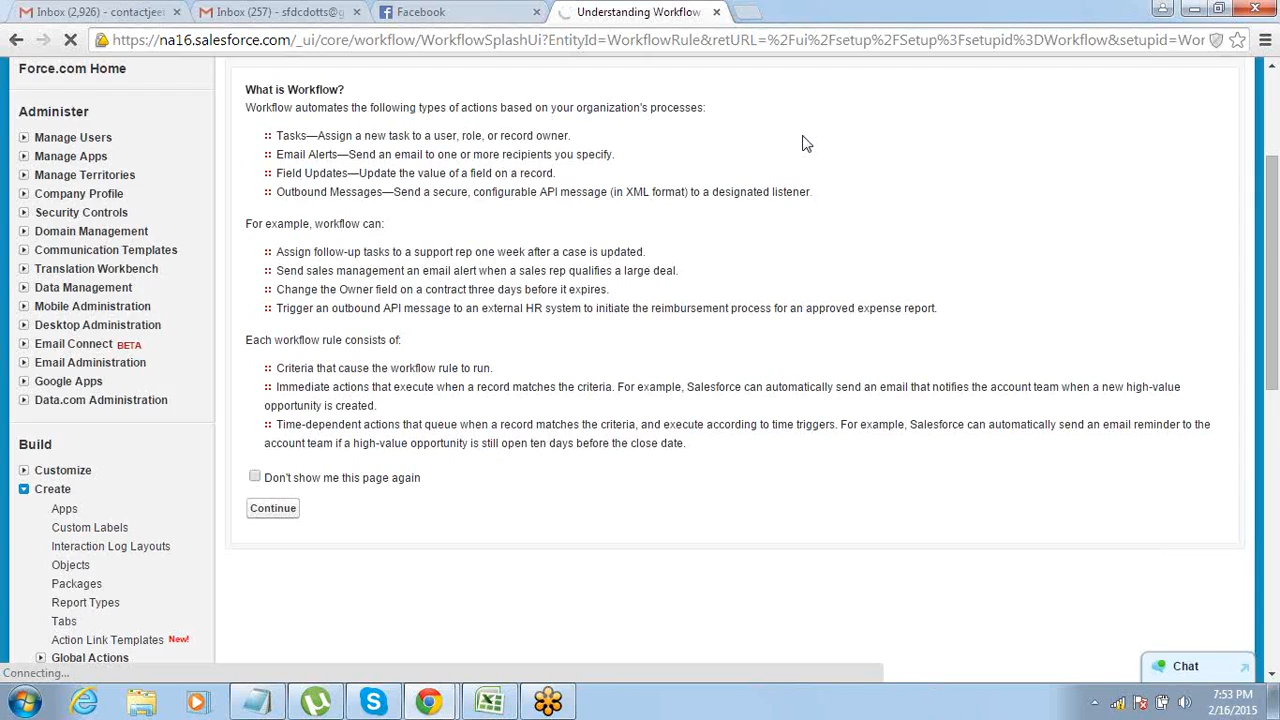 Inbox (2,926) - contactjee
Inbox (257) - sfdcdotts@g
Facebook
Understanding Workflow
https://na16.salesforce.com/_ui/core/workflow/WorkflowSplashUi?EntityId=WorkflowRule&retURL=%2Fui%2Fsetup%2FSetup%3Fsetupid%3DWorkflow&setupid=Wor
Force.com Home
Administer
Manage Users
Manage Apps
Manage Territories
Company Profile
Security Controls
Domain Management
Communication Templates
Translation Workbench
Data Management
Mobile Administration
Desktop Administration
Email Connect BETA
Email Administration
Google Apps
Data.com Administration
Build
Customize
Create
Apps
Custom Labels
Interaction Log Layouts
Objects
Packages
Report Types
Tabs
Action Link Templates New!
Global Actions
What is Workflow?
Workflow automates the following types of actions based on your organization's processes:
Tasks—Assign a new task to a user, role, or record owner.
Email Alerts—Send an email to one or more recipients you specify.
Field Updates—Update the value of a field on a record.
Outbound Messages—Send a secure, configurable API message (in XML format) to a designated listener.
For example, workflow can:
Assign follow-up tasks to a support rep one week after a case is updated.
Send sales management an email alert when a sales rep qualifies a large deal.
Change the Owner field on a contract three days before it expires.
Trigger an outbound API message to an external HR system to initiate the reimbursement process for an approved expense report.
Each workflow rule consists of:
Criteria that cause the workflow rule to run.
Immediate actions that execute when a record matches the criteria. For example, Salesforce can automatically send an email that notifies the account team when a new high-value
opportunity is created.
Time-dependent actions that queue when a record matches the criteria, and execute according to time triggers. For example, Salesforce can automatically send an email reminder to the
account team if a high-value opportunity is still open ten days before the close date.
Don't show me this page again
Continue
Chat
Connecting...
7:53 PM
2/16/2015